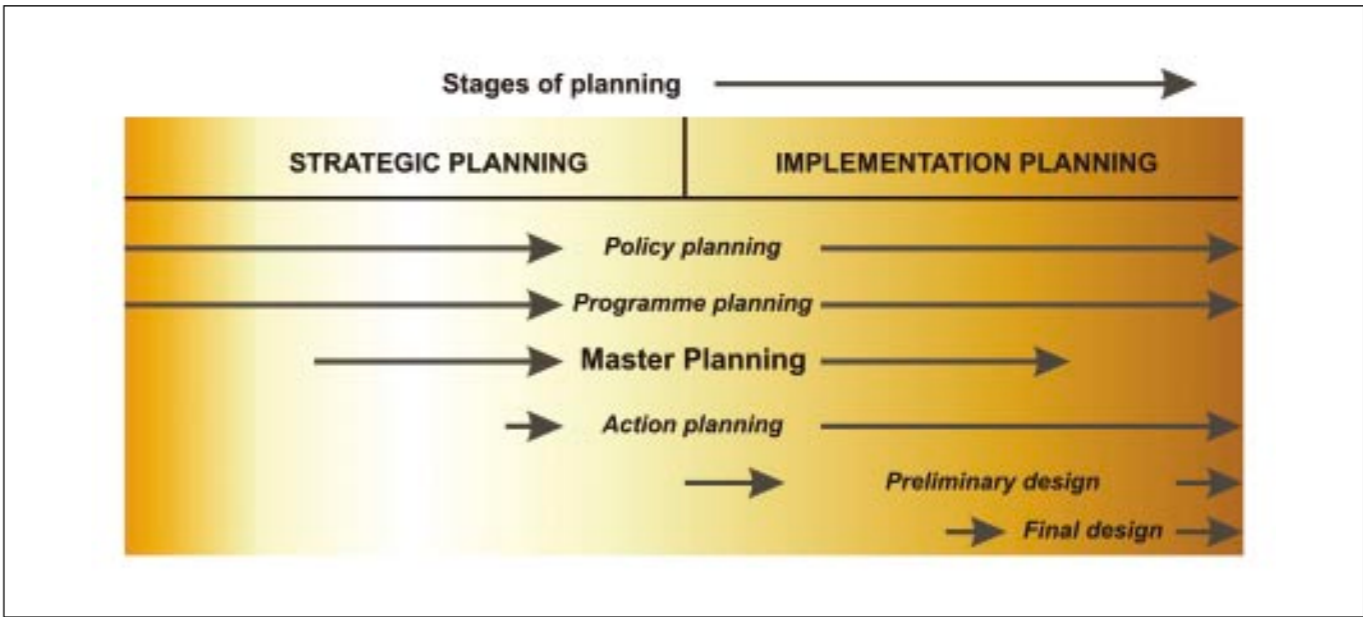 Stages of planning
STRATEGIC PLANNING
IMPLEMENTATION PLANNING
Policy planning
Programme planning
Master Planning
Action planning
Preliminary design
Final design